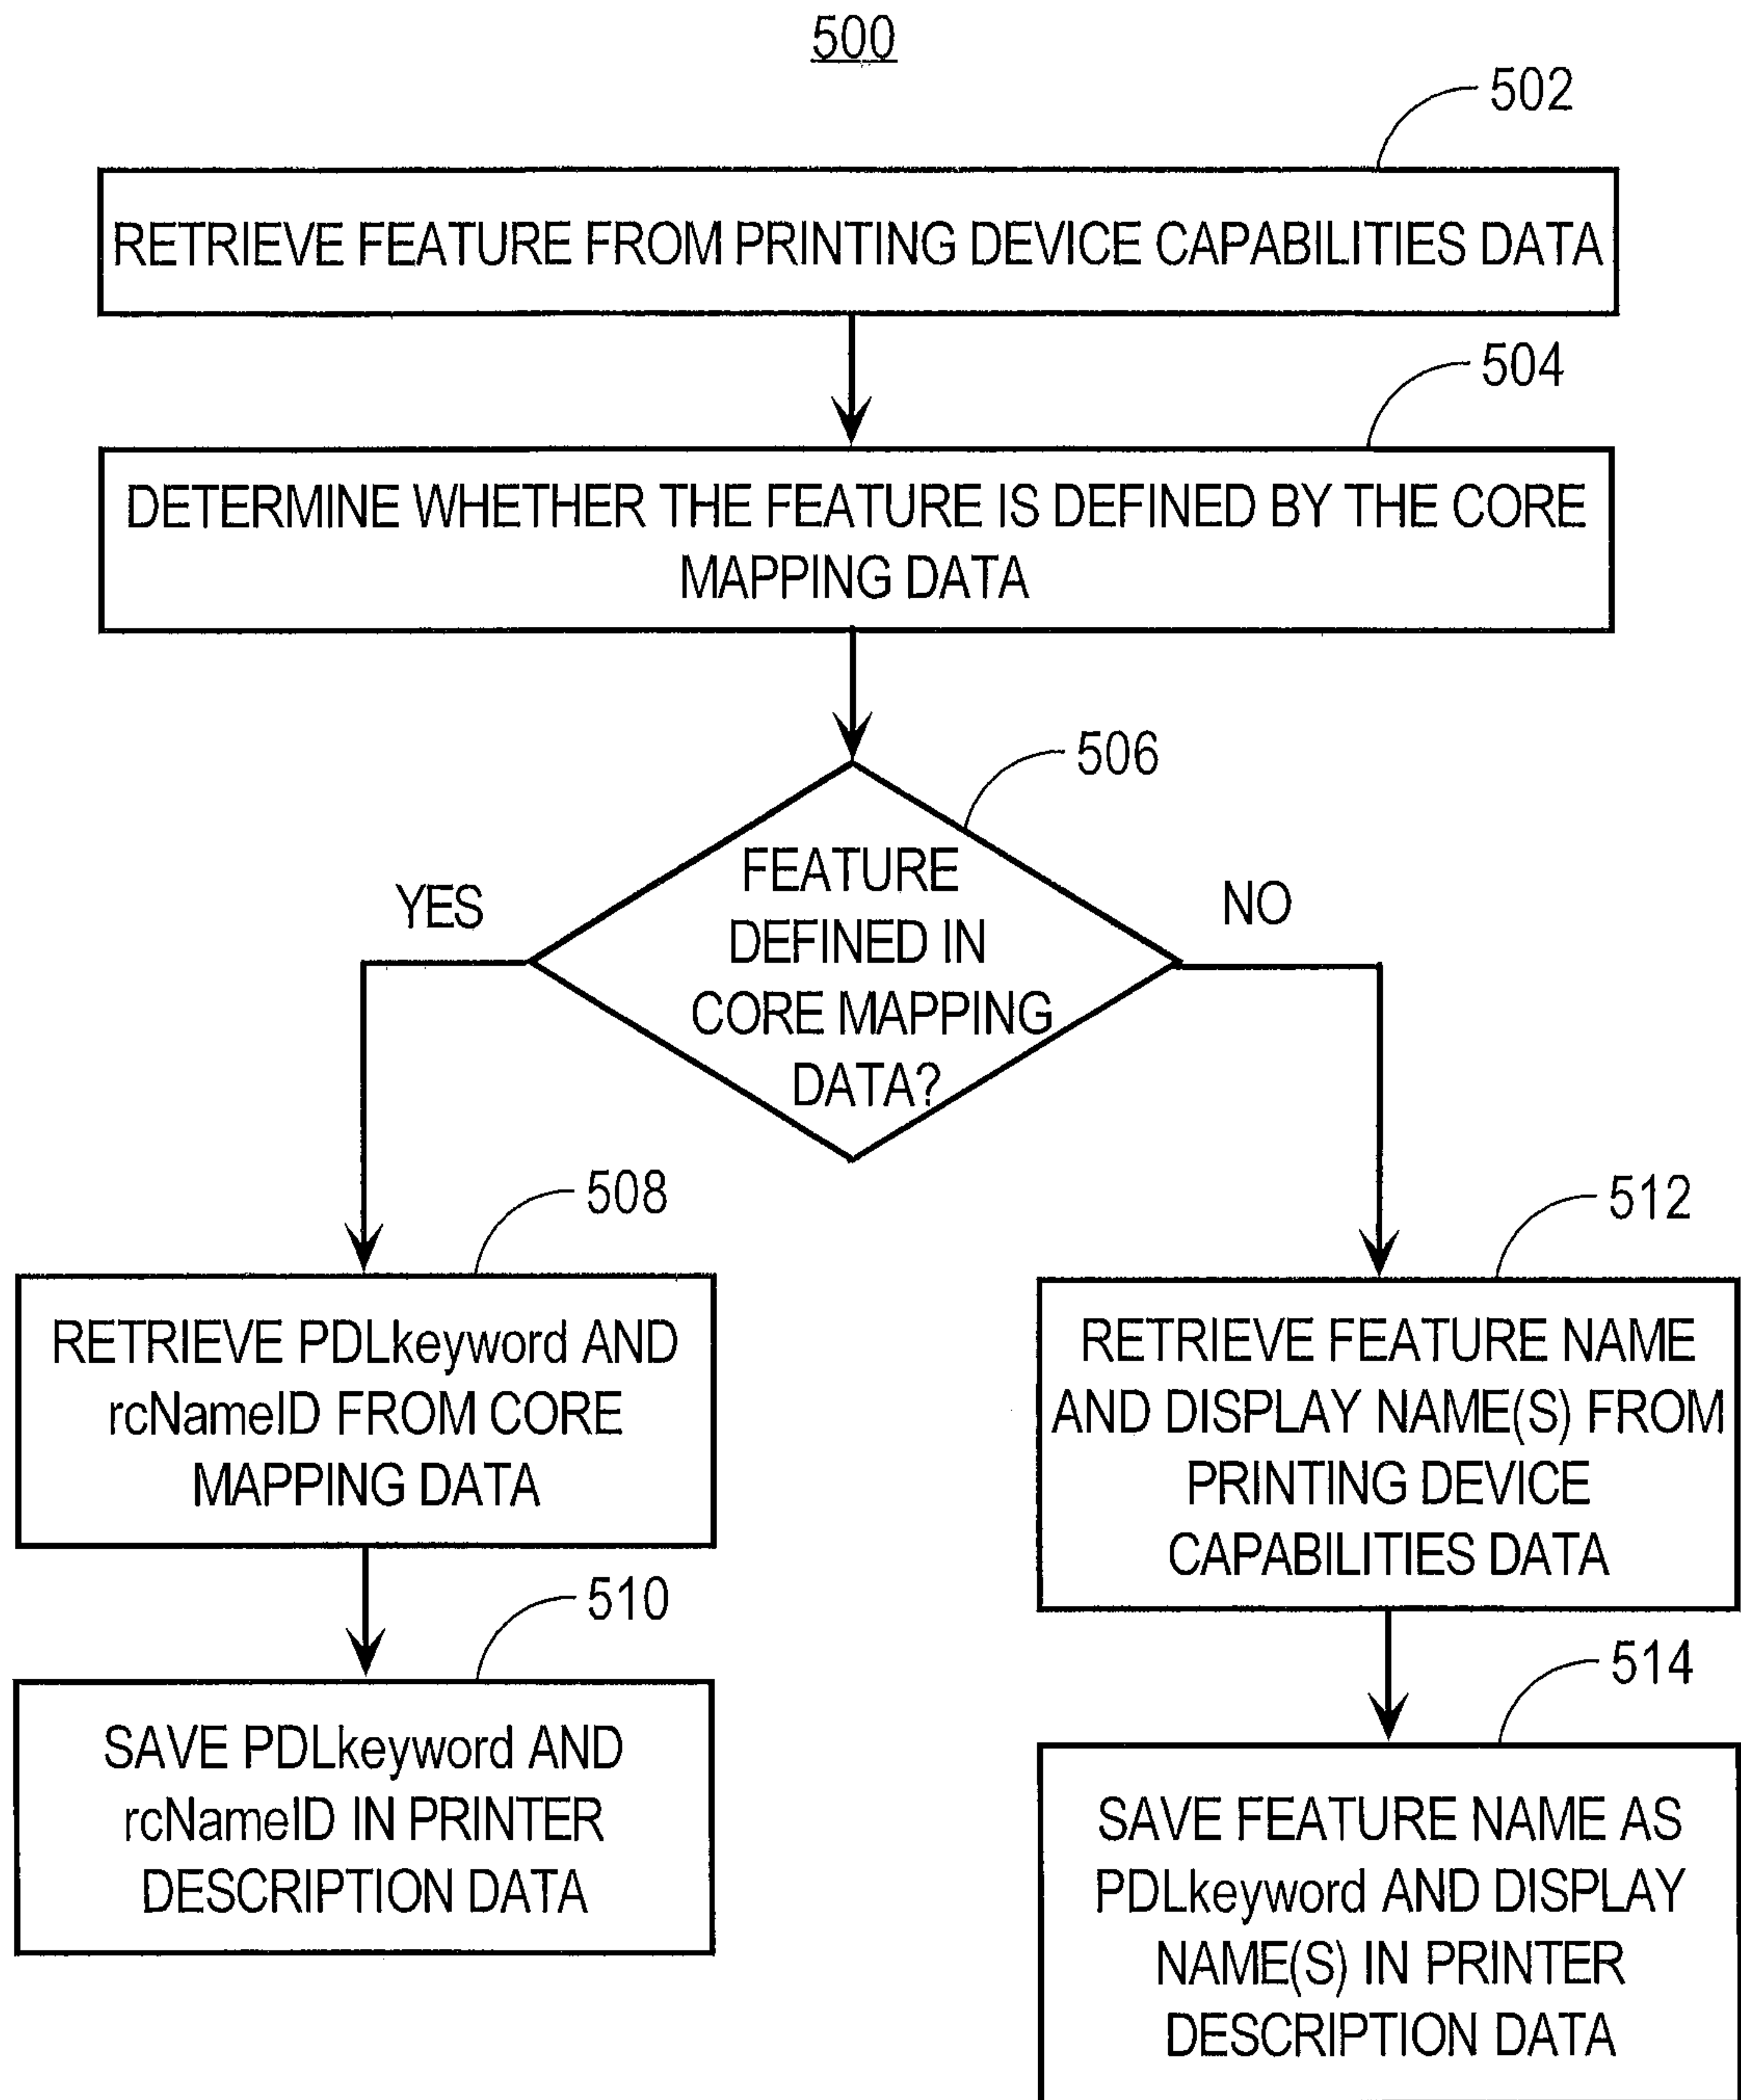 500
502
RETRIEVE FEATURE FROM PRINTING DEVICE CAPABILITIES DATA
504
DETERMINE WHETHER THE FEATURE IS DEFINED BY THE CORE
MAPPING DATA
506
FEATURE
DEFINED IN
CORE MAPPING
DATA?
YES
NO
508
RETRIEVE PDLkeyword AND
rcNameID FROM CORE
MAPPING DATA
510
SAVE PDLkeyword AND
rcNameID IN PRINTER
DESCRIPTION DATA
512
RETRIEVE FEATURE NAME
AND DISPLAY NAME(S) FROM
PRINTING DEVICE
CAPABILITIES DATA
514
SAVE FEATURE NAME AS
PDLkeyword AND DISPLAY
NAME(S) IN PRINTER
DESCRIPTION DATA